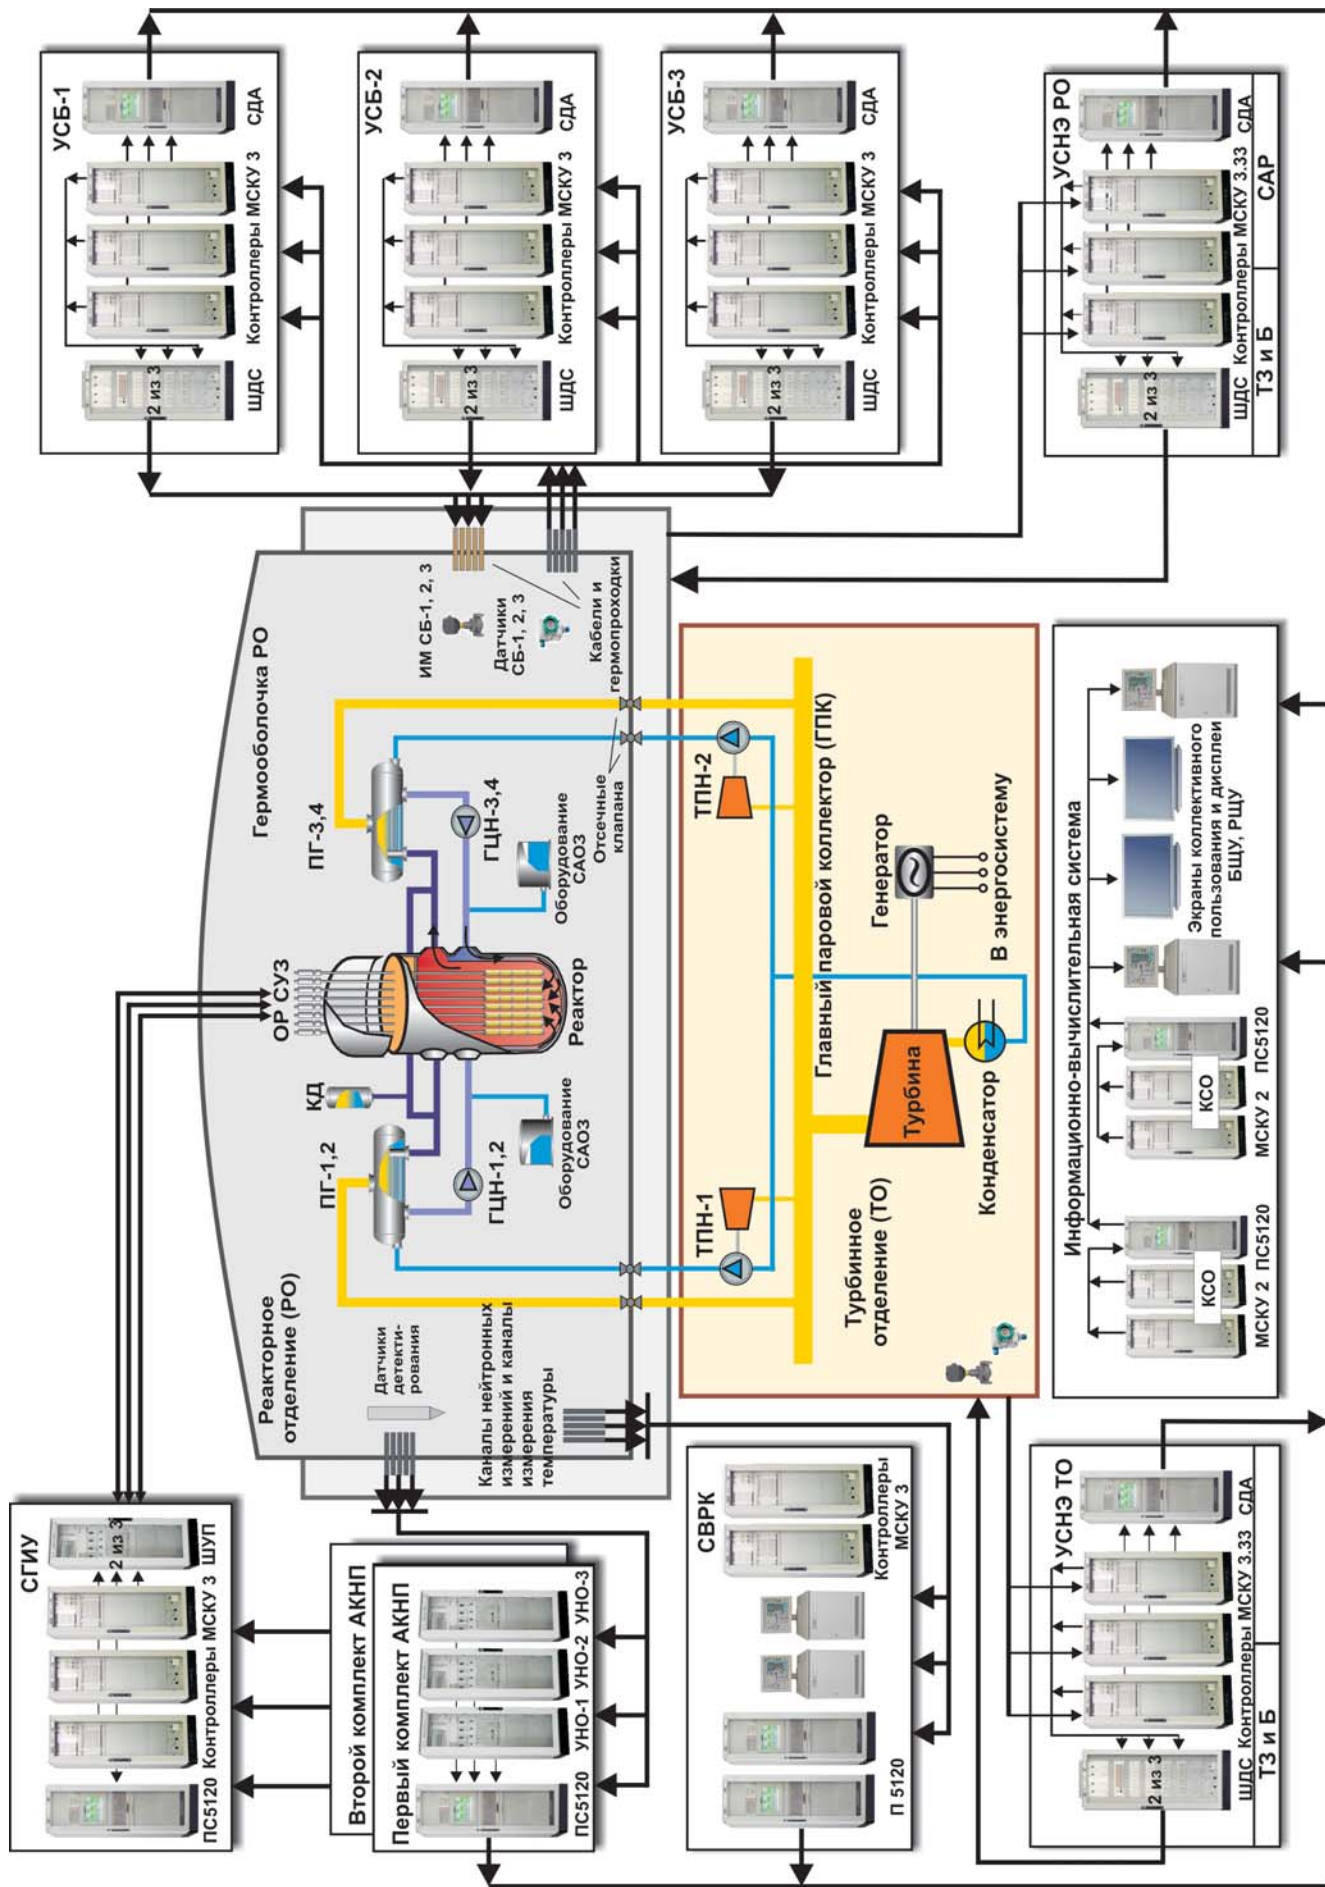 СГИУ
ПС5120
Контроллеры МСКУ 3
2 из 3
ШУП
Второй комплект АКНП
Первый комплект АКНП
ПС5120
УНО-1
УНО-2
УНО-3
СВРК
П 5120
Контроллеры
МСКУ 3
УСНЭ ТО
2 из 3
ШДС
Контроллеры МСКУ 3.33
СДА
ТЗ и Б
Реакторное
отделение (РО)
Гермооболочка РО
Датчики
детекти-
рования
Каналы нейтронных
измерений и каналы
измерения
температуры
ОР СУЗ
КД
ПГ-1,2
ПГ-3,4
ГЦН-1,2
ГЦН-3,4
Оборудование
САОЗ
Реактор
Оборудование
САОЗ
Отсечные
клапана
ИМ СБ-1, 2, 3
Датчики
СБ-1, 2, 3
Кабели и
гермопроходки
ТПН-1
ТПН-2
Главный паровой коллектор (ГПК)
Турбинное
отделение (ТО)
Турбина
Генератор
Конденсатор
В энергосистему
Информационно-вычислительная система
КСО
МСКУ 2
ПС5120
КСО
МСКУ 2
ПС5120
Экраны коллективного
пользования и дисплеи
БЩУ, РЩУ
УСБ-1
2 из 3
ШДС
Контроллеры МСКУ 3
СДА
УСБ-2
2 из 3
ШДС
Контроллеры МСКУ 3
СДА
УСБ-3
2 из 3
ШДС
Контроллеры МСКУ 3
СДА
УСНЭ РО
2 из 3
ШДС
Контроллеры МСКУ 3.33
СДА
ТЗ и Б
САР